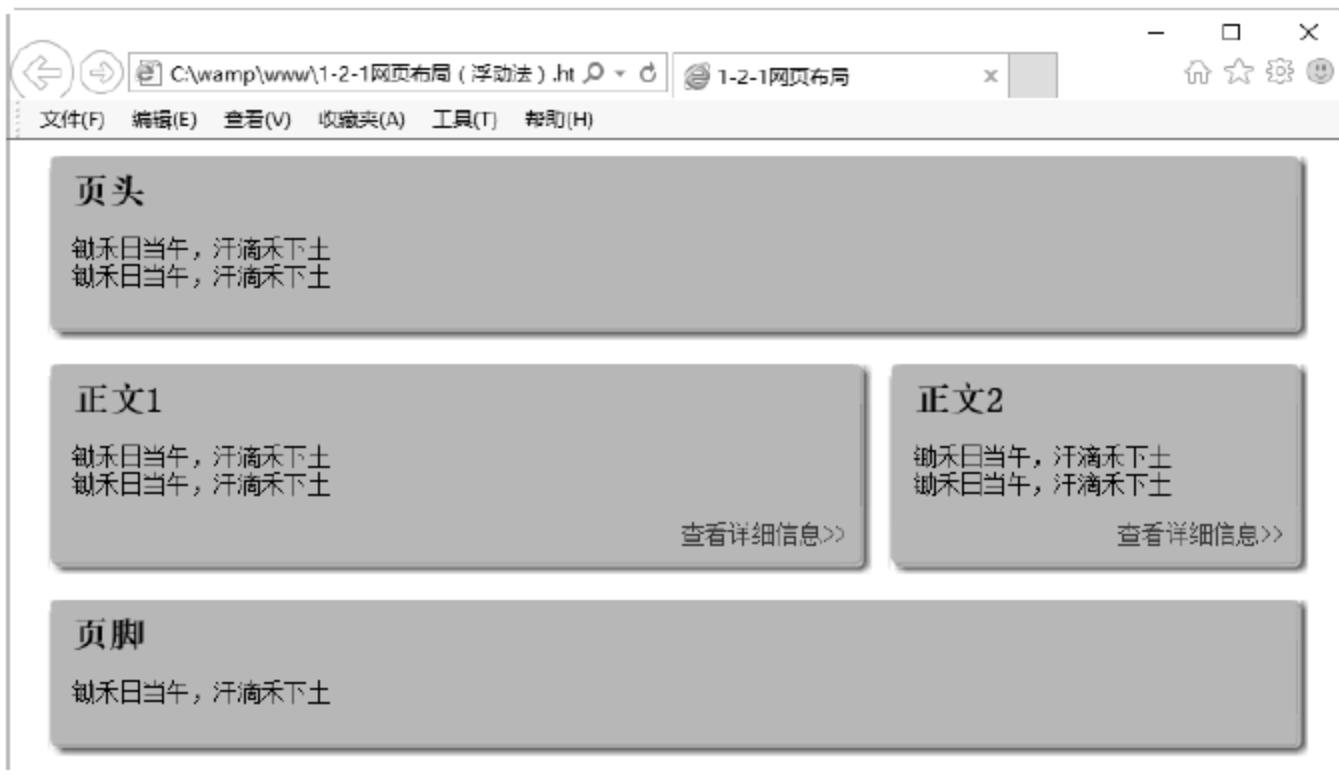 C:\wamp\www\1-2-1网页布局（浮动法）.ht
1-2-1网页布局
文件(F) 编辑(E) 查看(V) 收藏夹(A) 工具(T) 帮助(H)
页头
锄禾日当午，汗滴禾下土
锄禾日当午，汗滴禾下土
正文1
锄禾日当午，汗滴禾下土
锄禾日当午，汗滴禾下土
查看详细信息>>
正文2
锄禾日当午，汗滴禾下土
锄禾日当午，汗滴禾下土
查看详细信息>>
页脚
锄禾日当午，汗滴禾下土